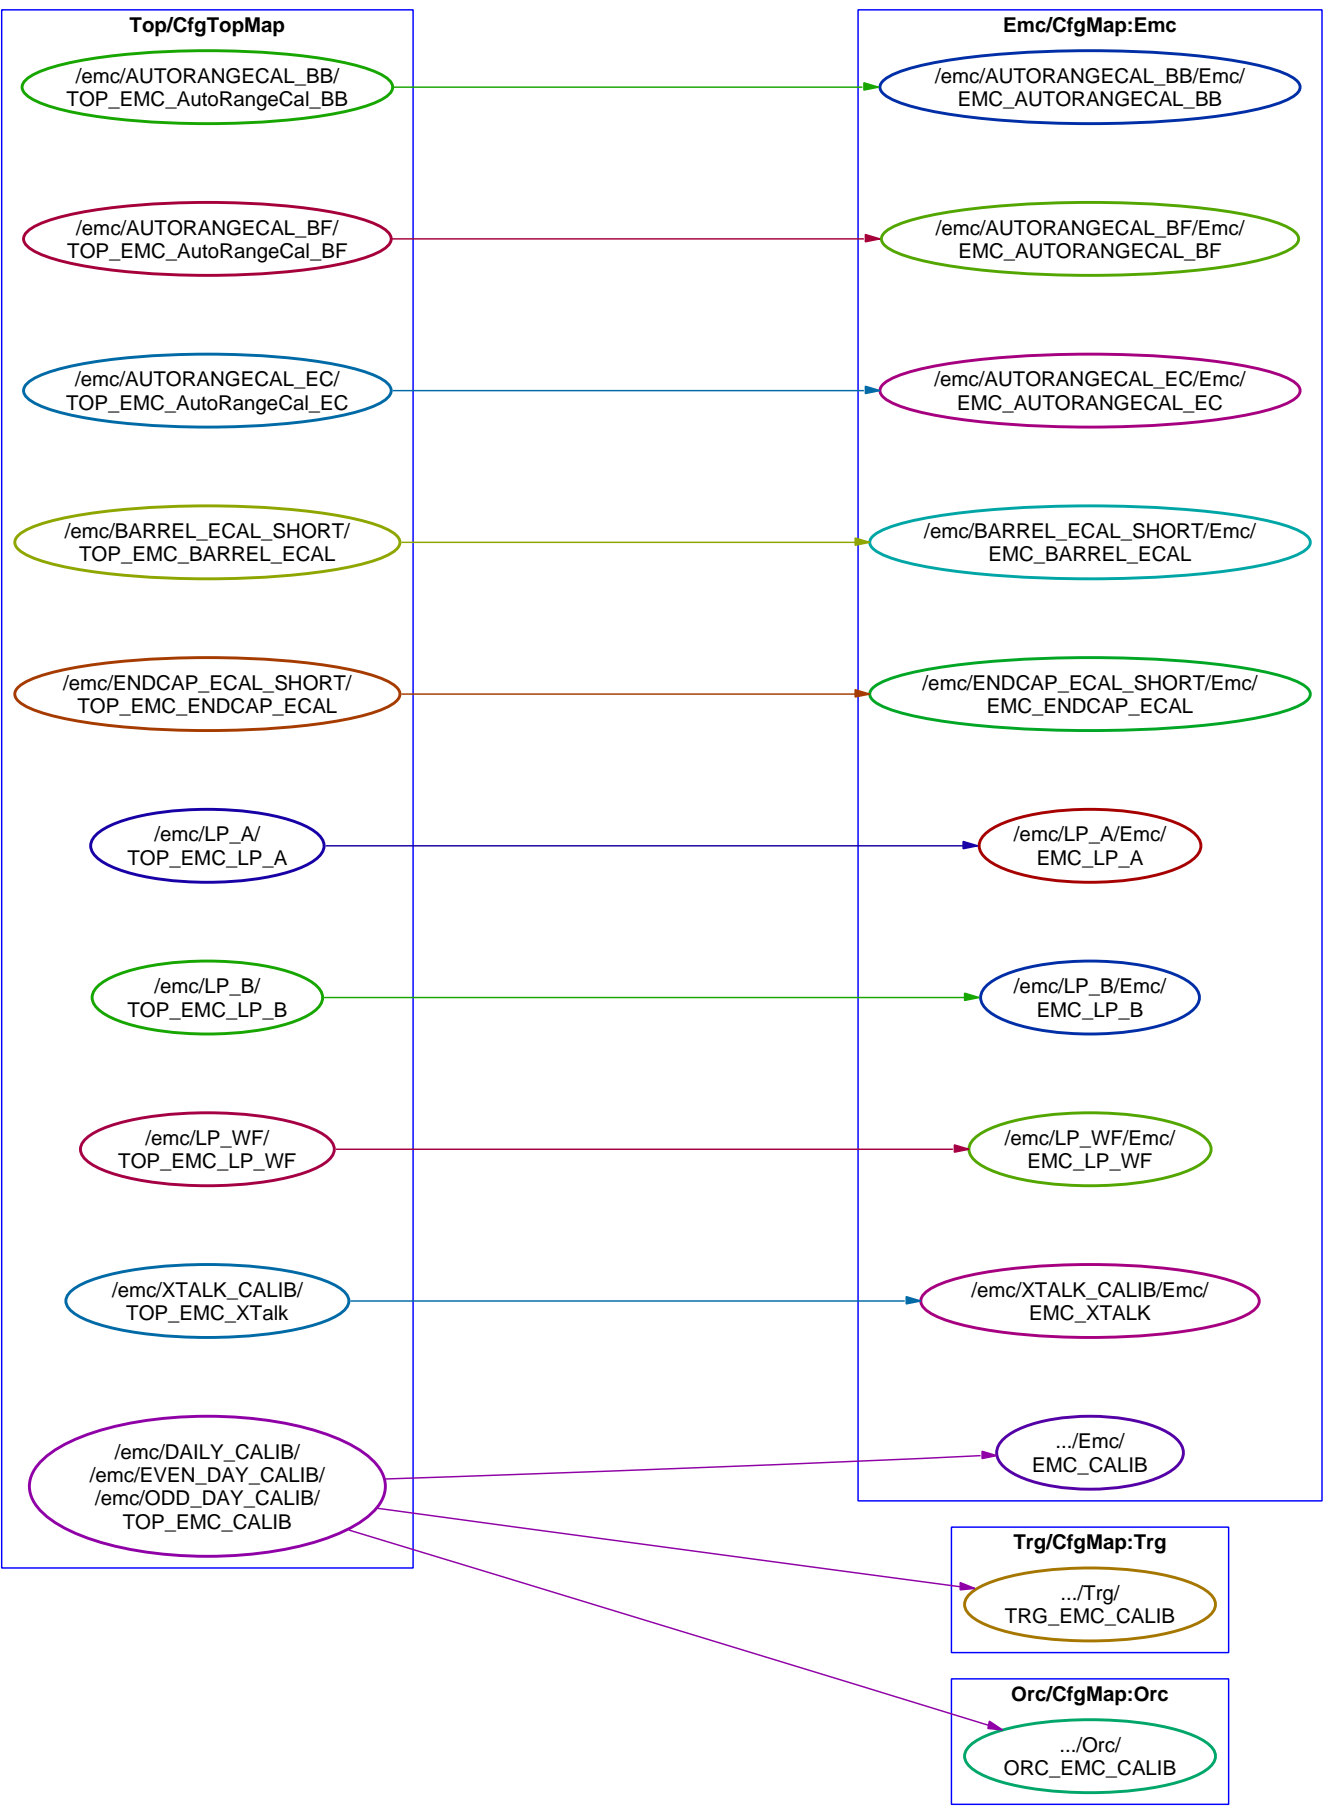 Top/CfgTopMap
/emc/AUTORANGECAL_BB/
TOP_EMC_AutoRangeCal_BB
/emc/AUTORANGECAL_BF/
TOP_EMC_AutoRangeCal_BF
/emc/AUTORANGECAL_EC/
TOP_EMC_AutoRangeCal_EC
/emc/BARREL_ECAL_SHORT/
TOP_EMC_BARREL_ECAL
/emc/ENDCAP_ECAL_SHORT/
TOP_EMC_ENDCAP_ECAL
/emc/LP_A/
TOP_EMC_LP_A
/emc/LP_B/
TOP_EMC_LP_B
/emc/LP_WF/
TOP_EMC_LP_WF
/emc/XTALK_CALIB/
TOP_EMC_XTalk
/emc/DAILY_CALIB/
/emc/EVEN_DAY_CALIB/
/emc/ODD_DAY_CALIB/
TOP_EMC_CALIB
Emc/CfgMap:Emc
/emc/AUTORANGECAL_BB/Emc/
EMC_AUTORANGECAL_BB
/emc/AUTORANGECAL_BF/Emc/
EMC_AUTORANGECAL_BF
/emc/AUTORANGECAL_EC/Emc/
EMC_AUTORANGECAL_EC
/emc/BARREL_ECAL_SHORT/Emc/
EMC_BARREL_ECAL
/emc/ENDCAP_ECAL_SHORT/Emc/
EMC_ENDCAP_ECAL
/emc/LP_A/Emc/
EMC_LP_A
/emc/LP_B/Emc/
EMC_LP_B
/emc/LP_WF/Emc/
EMC_LP_WF
/emc/XTALK_CALIB/Emc/
EMC_XTALK
.../Emc/
EMC_CALIB
Trg/CfgMap:Trg
.../Trg/
TRG_EMC_CALIB
Orc/CfgMap:Orc
.../Orc/
ORC_EMC_CALIB